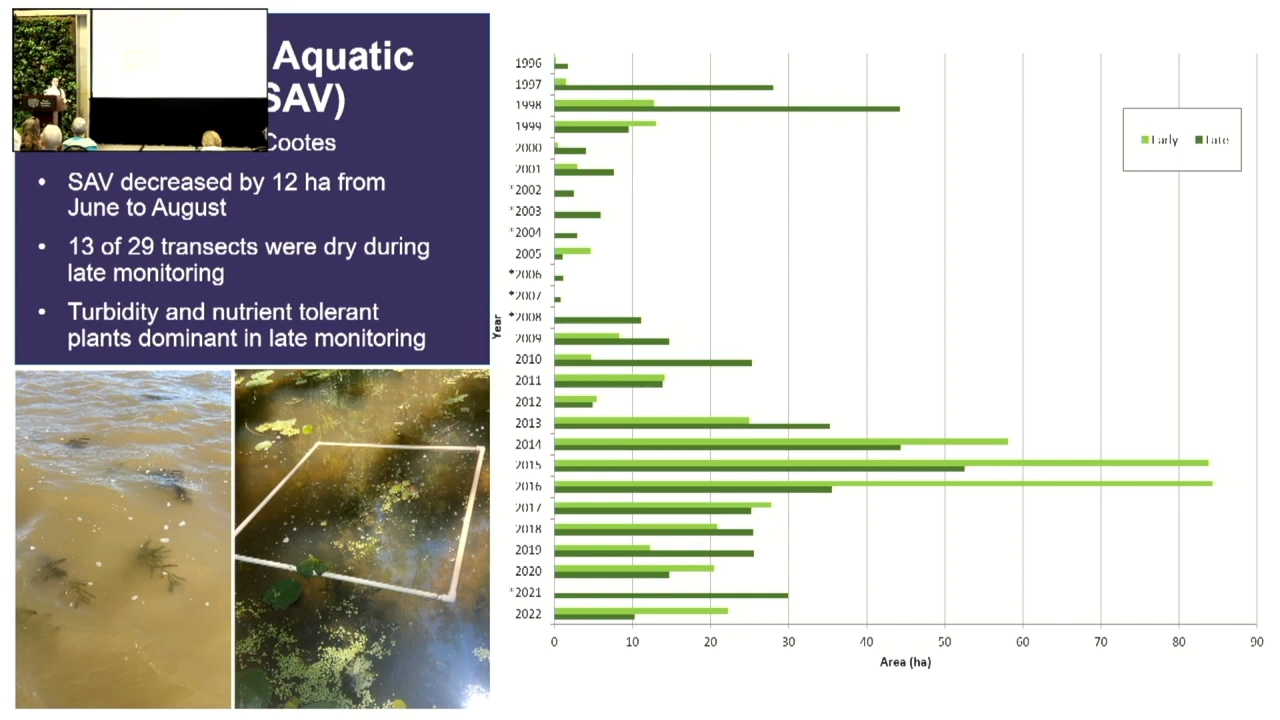 Aquatic
SAV)
Cootes
• SAV decreased by 12 ha from
June to August
• 13 of 29 transects were dry during
late monitoring
• Turbidity and nutrient tolerant
plants dominant in late monitoring
Year
1996
1997
1998
1999
2000
2001
*2002
*2003
*2004
2005
*2006
*2007
*2008
2009
2010
2011
2012
2013
2014
2015
2016
2017
2018
2019
2020
*2021
2022
0 10 20 30 40 50 60 70 80 90
Area (ha)
Early Late